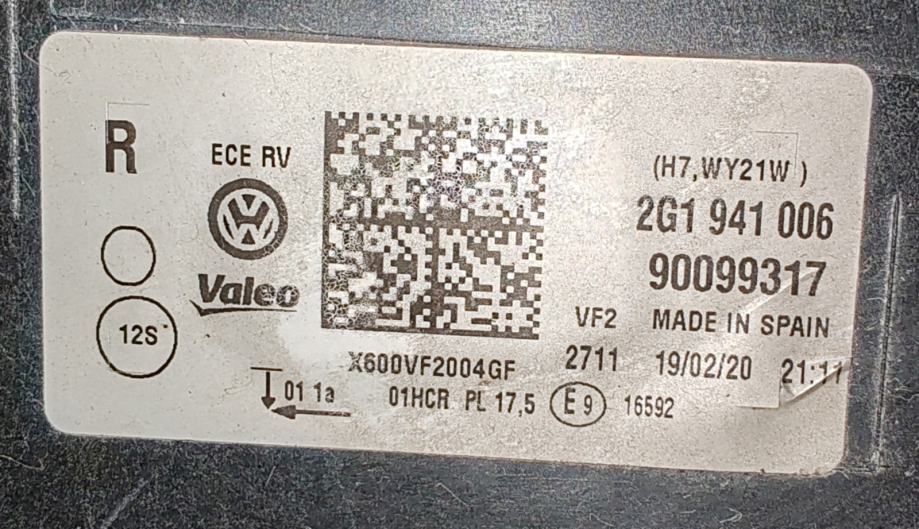 R
ECE RV
(H7,WY21W )
2G1 941 006
90099317
Valeo
12S
VF2 MADE IN SPAIN
X600VF2004GF 2711 19/02/20 21:11
01 1a 01HCR PL 17,5 E 9 16592